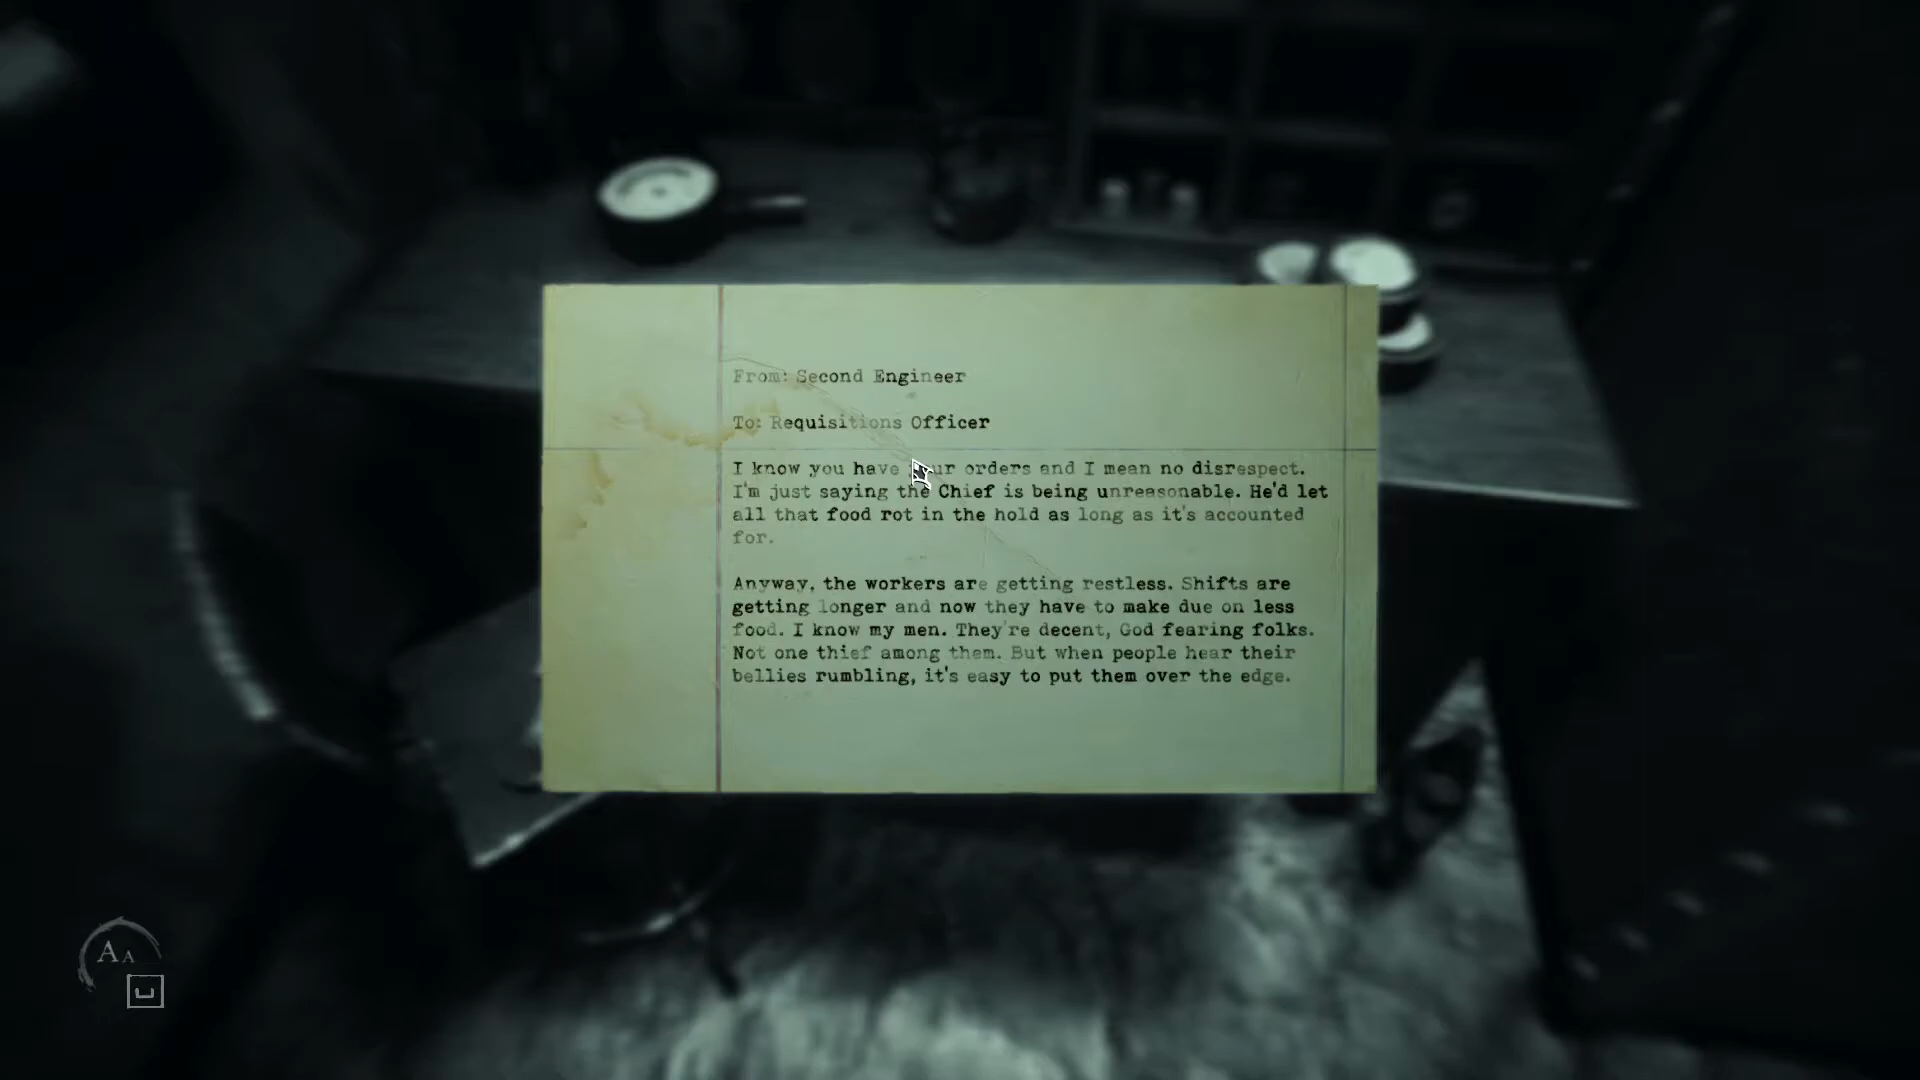 From: Second Engineer
To: Requisitions Officer
I know you have your orders and I mean no disrespect.
I'm just saying the Chief is being unreasonable. He'd let
all that food rot in the hold as long as it's accounted
for.
Anyway, the workers are getting restless. Shifts are
getting longer and now they have to make due on less
food. I know my men. They're decent, God fearing folks.
Not one thief among them. But when people hear their
bellies rumbling, it's easy to put them over the edge.
AA